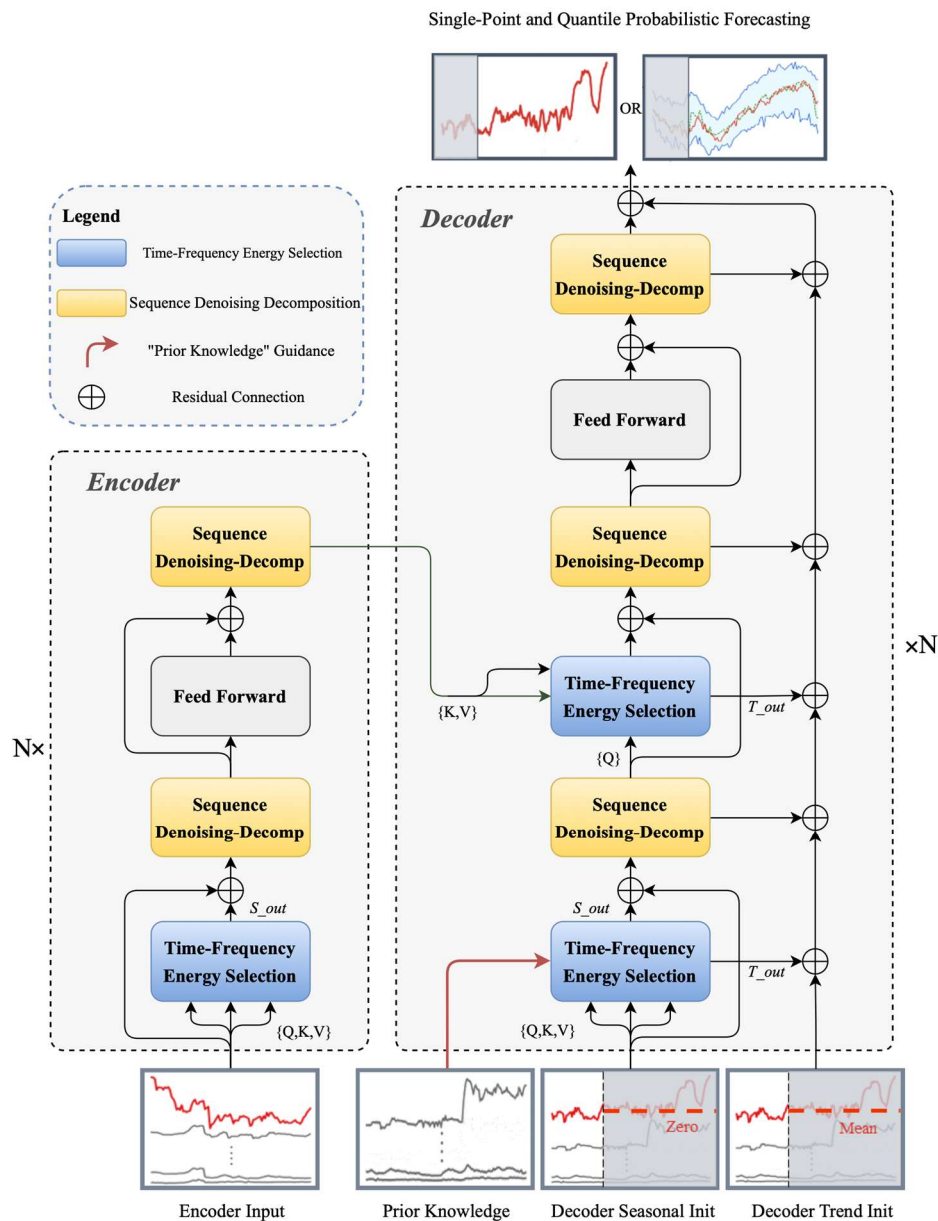 Single-Point and Quantile Probabilistic Forecasting
OR
Legend
Time-Frequency Energy Selection
Sequence Denoising Decomposition
"Prior Knowledge" Guidance
Residual Connection
Encoder
Sequence
Denoising-Decomp
Feed Forward
N×
Sequence
Denoising-Decomp
S_out
Time-Frequency
Energy Selection
{Q,K,V}
Decoder
Sequence
Denoising-Decomp
Feed Forward
Sequence
Denoising-Decomp
×N
Time-Frequency
Energy Selection
T_out
{K,V}
{Q}
Sequence
Denoising-Decomp
S_out
Time-Frequency
Energy Selection
T_out
{Q,K,V}
Zero
Mean
Encoder Input
Prior Knowledge
Decoder Seasonal Init
Decoder Trend Init